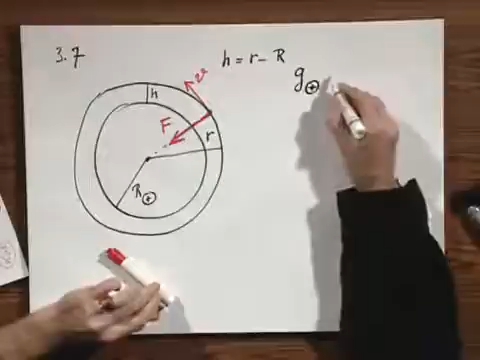 3.7
h = r - R
g⊕
v
h
F
r
R⊕